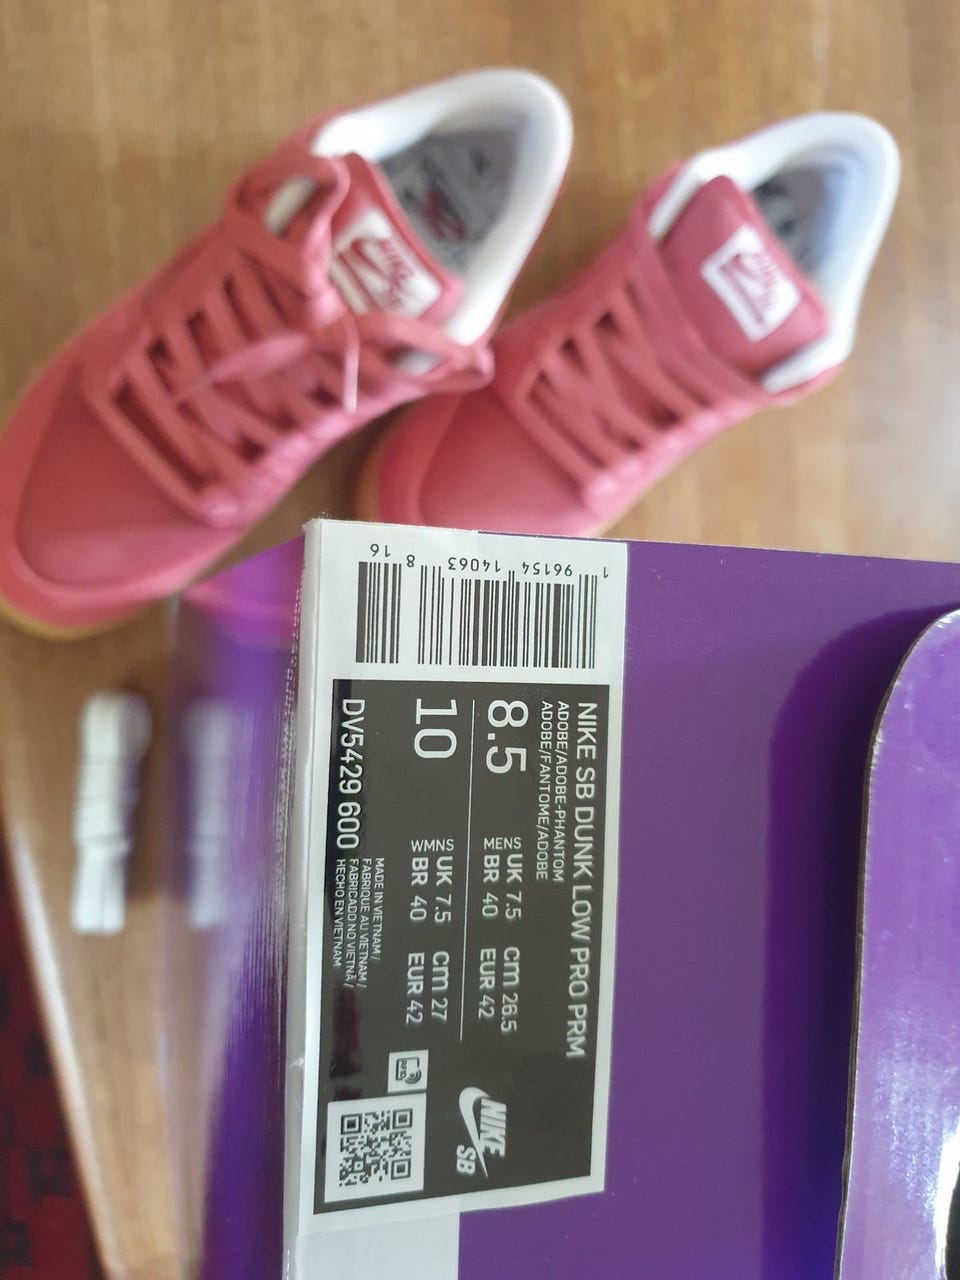 NIKE SB DUNK LOW PRO PRM
ADOBE/ADOBE-PHANTOM
ADOBE/FANTOME/ADOBE
8.5
MENS UK 7.5 cm 26.5
BR 40 EUR 42
10
WMNS UK 7.5 cm 27
BR 40 EUR 42
DV5429 600
MADE IN VIETNAM /
FABRIQUE AU VIETNAM /
FABRICADO NO VIETNÃ /
HECHO EN VIETNAM
RFID
NIKE
SB
1 96154 14063 8 16